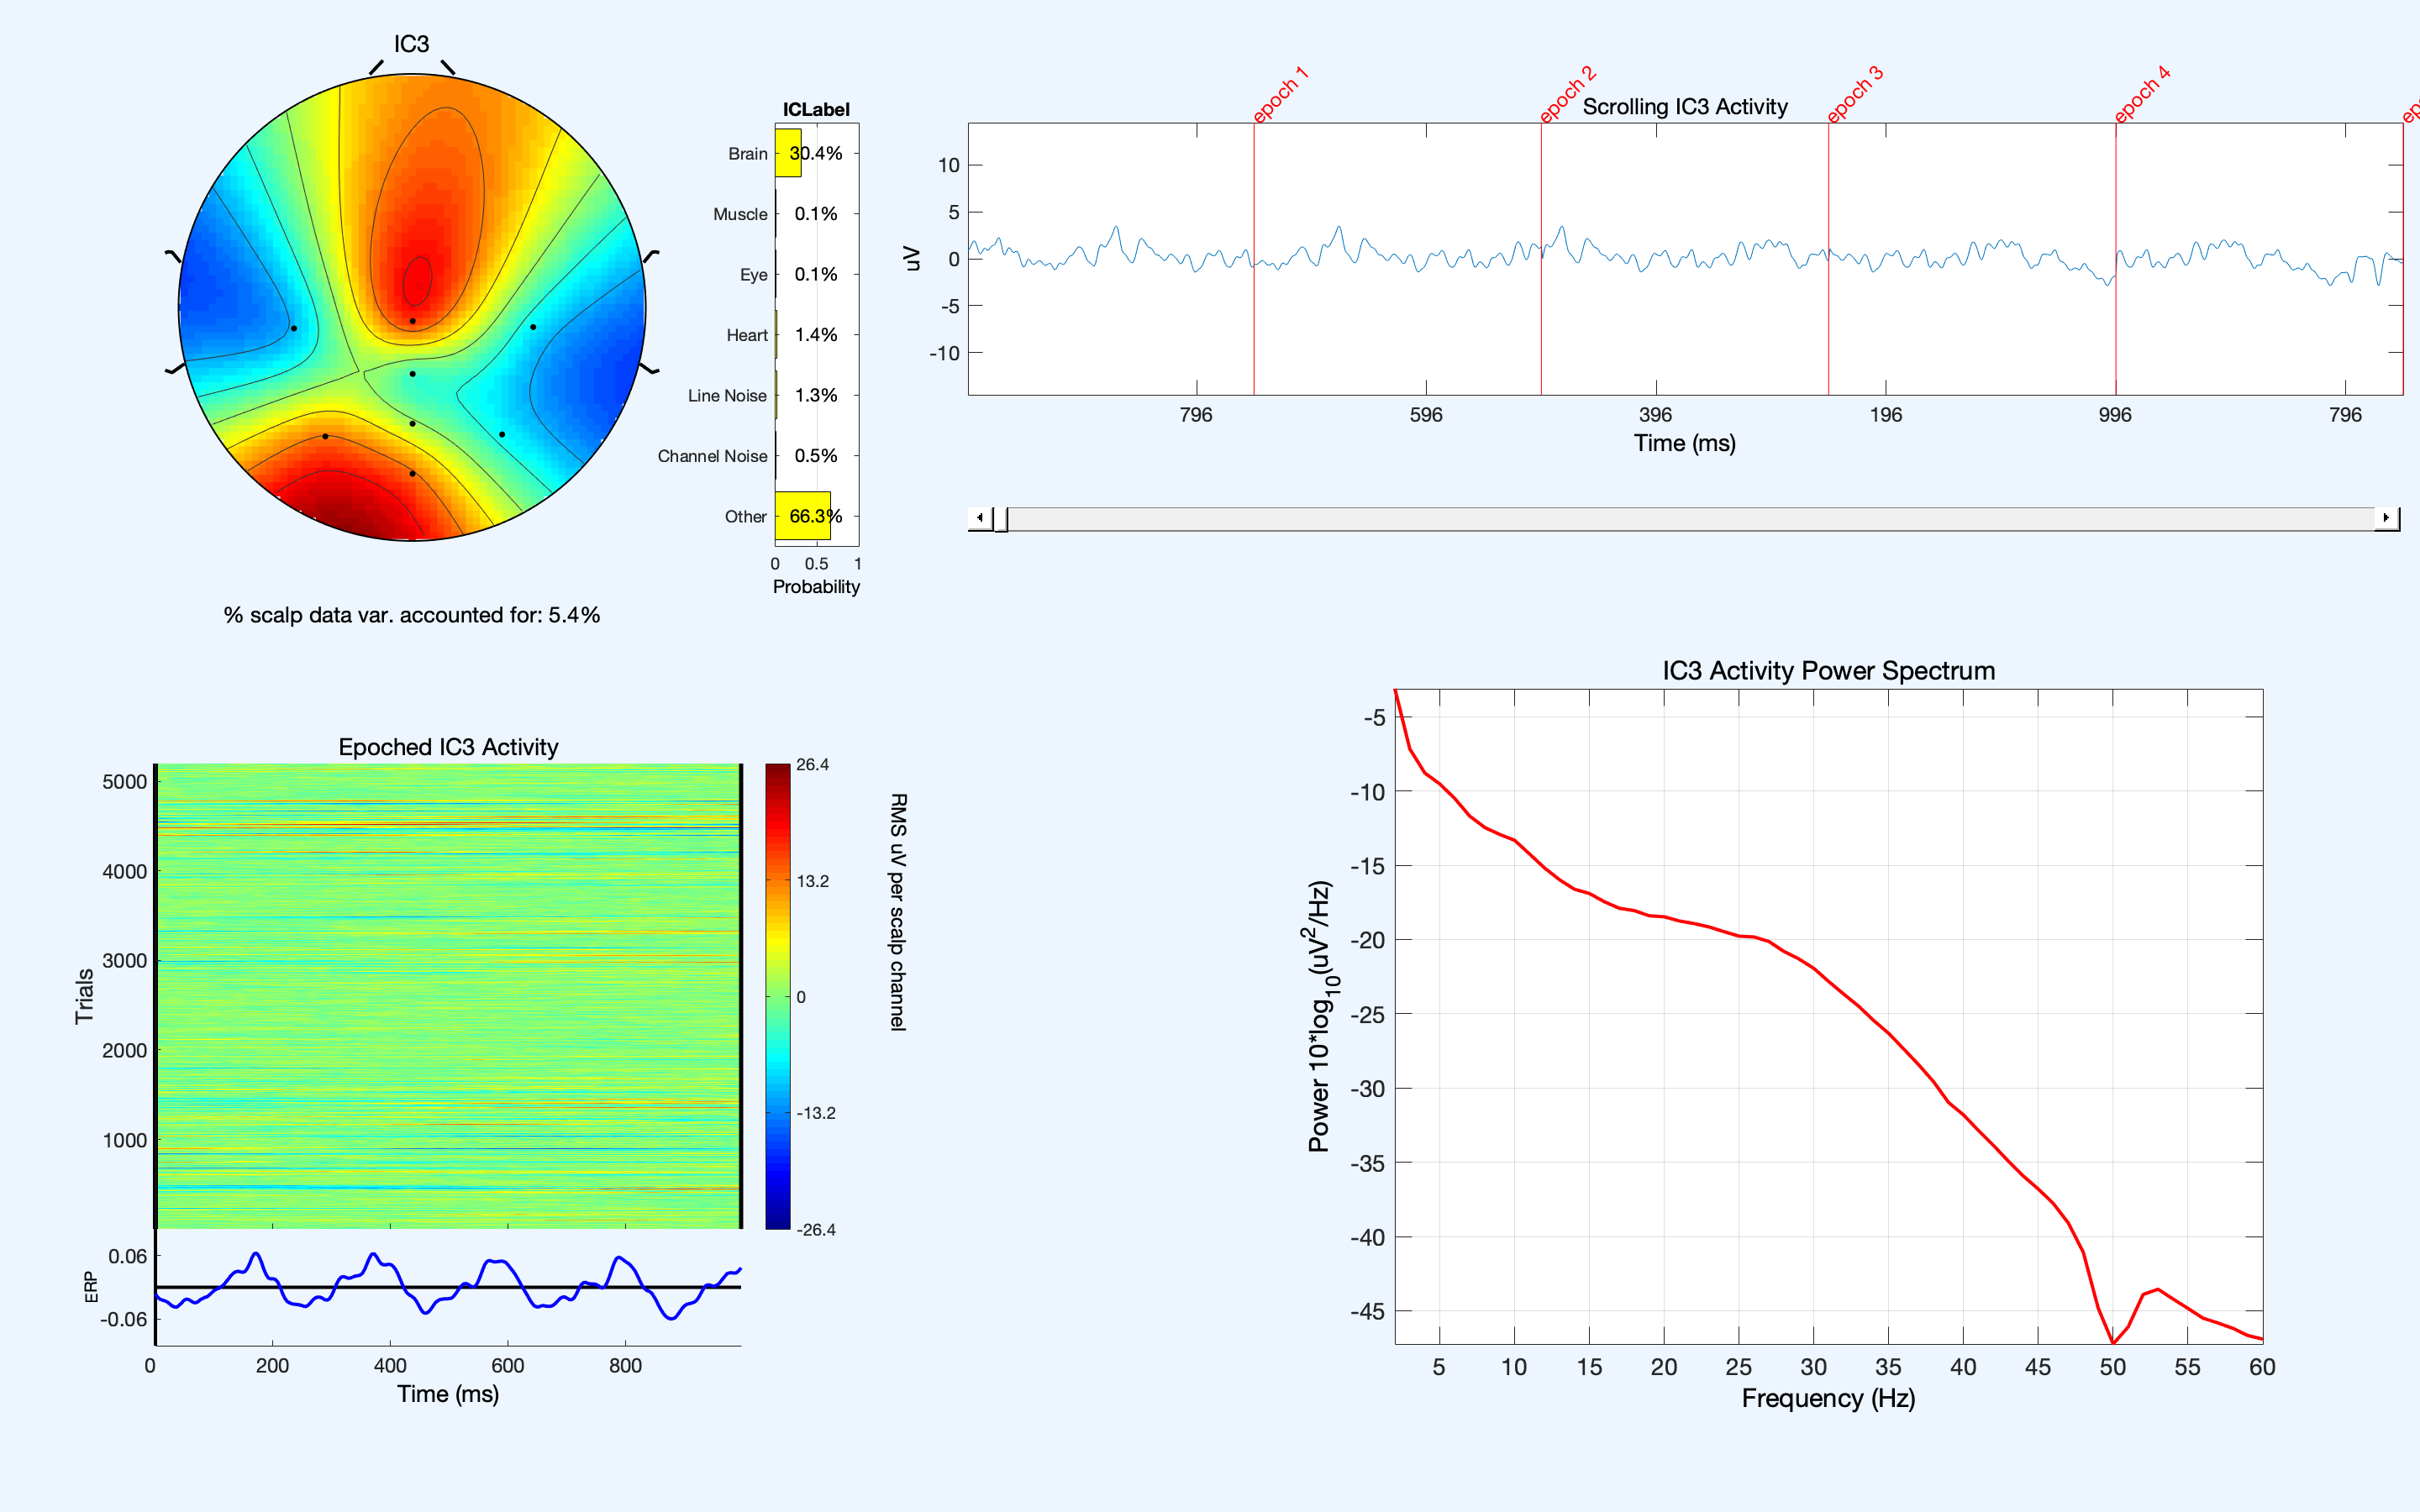 IC3
ICLabel
Brain 30.4%
Muscle 0.1%
Eye 0.1%
Heart 1.4%
Line Noise 1.3%
Channel Noise 0.5%
Other 66.3%
0 0.5 1
Probability
% scalp data var. accounted for: 5.4%
epoch 1
epoch 2
epoch 3
epoch 4
ep
Scrolling IC3 Activity
10
5
0
-5
-10
uV
796 596 396 196 996 796
Time (ms)
Epoched IC3 Activity
5000
4000
3000
2000
1000
Trials
26.4
13.2
0
-13.2
-26.4
RMS uV per scalp channel
0.06
-0.06
ERP
0 200 400 600 800
Time (ms)
IC3 Activity Power Spectrum
-5
-10
-15
-20
-25
-30
-35
-40
-45
Power 10*log10(uV2/Hz)
5 10 15 20 25 30 35 40 45 50 55 60
Frequency (Hz)